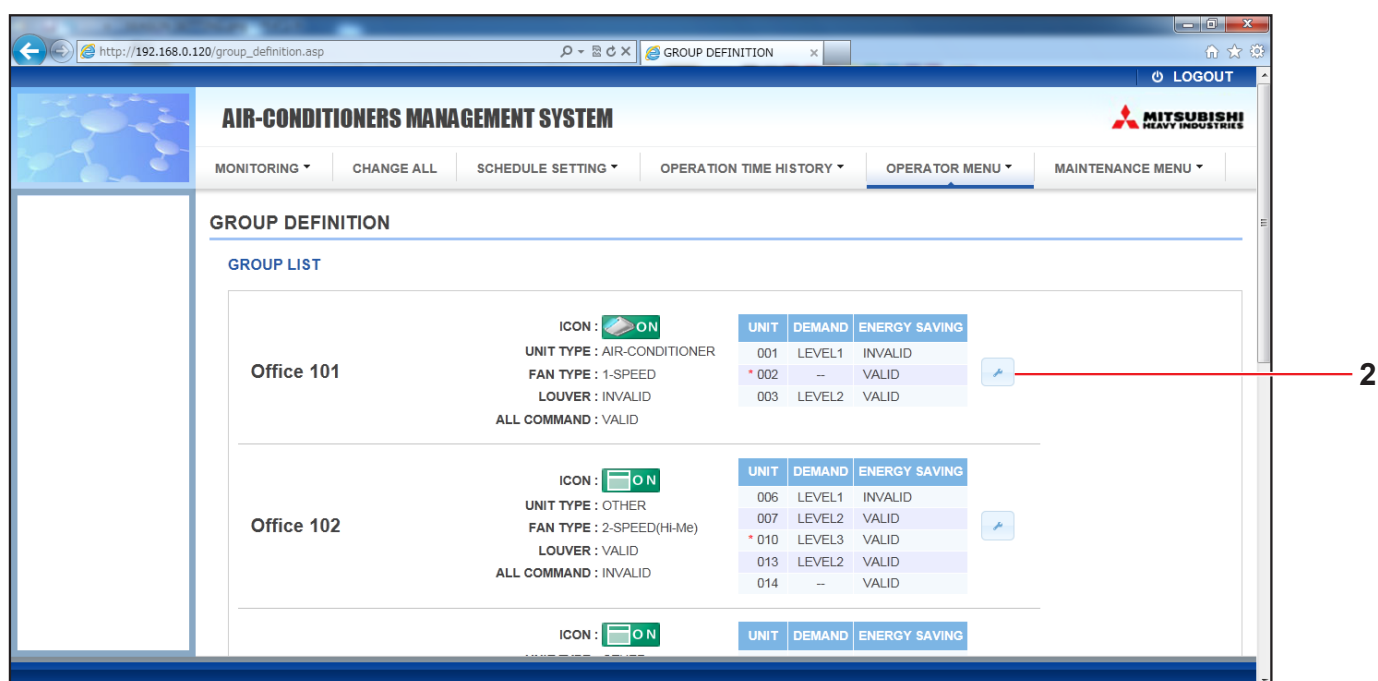 http://192.168.0.120/group_definition.asp
GROUP DEFINITION
LOGOUT
AIR-CONDITIONERS MANAGEMENT SYSTEM
MITSUBISHI
HEAVY INDUSTRIES
MONITORING CHANGE ALL SCHEDULE SETTING OPERATION TIME HISTORY OPERATOR MENU MAINTENANCE MENU
GROUP DEFINITION
GROUP LIST
Office 101
ICON : ON
UNIT TYPE : AIR-CONDITIONER
FAN TYPE : 1-SPEED
LOUVER : INVALID
ALL COMMAND : VALID
UNIT DEMAND ENERGY SAVING
001 LEVEL1 INVALID
* 002 -- VALID
003 LEVEL2 VALID
2
Office 102
ICON : ON
UNIT TYPE : OTHER
FAN TYPE : 2-SPEED(Hi-Me)
LOUVER : VALID
ALL COMMAND : INVALID
UNIT DEMAND ENERGY SAVING
006 LEVEL1 INVALID
007 LEVEL2 VALID
* 010 LEVEL3 VALID
013 LEVEL2 VALID
014 -- VALID
ICON : ON
UNIT DEMAND ENERGY SAVING